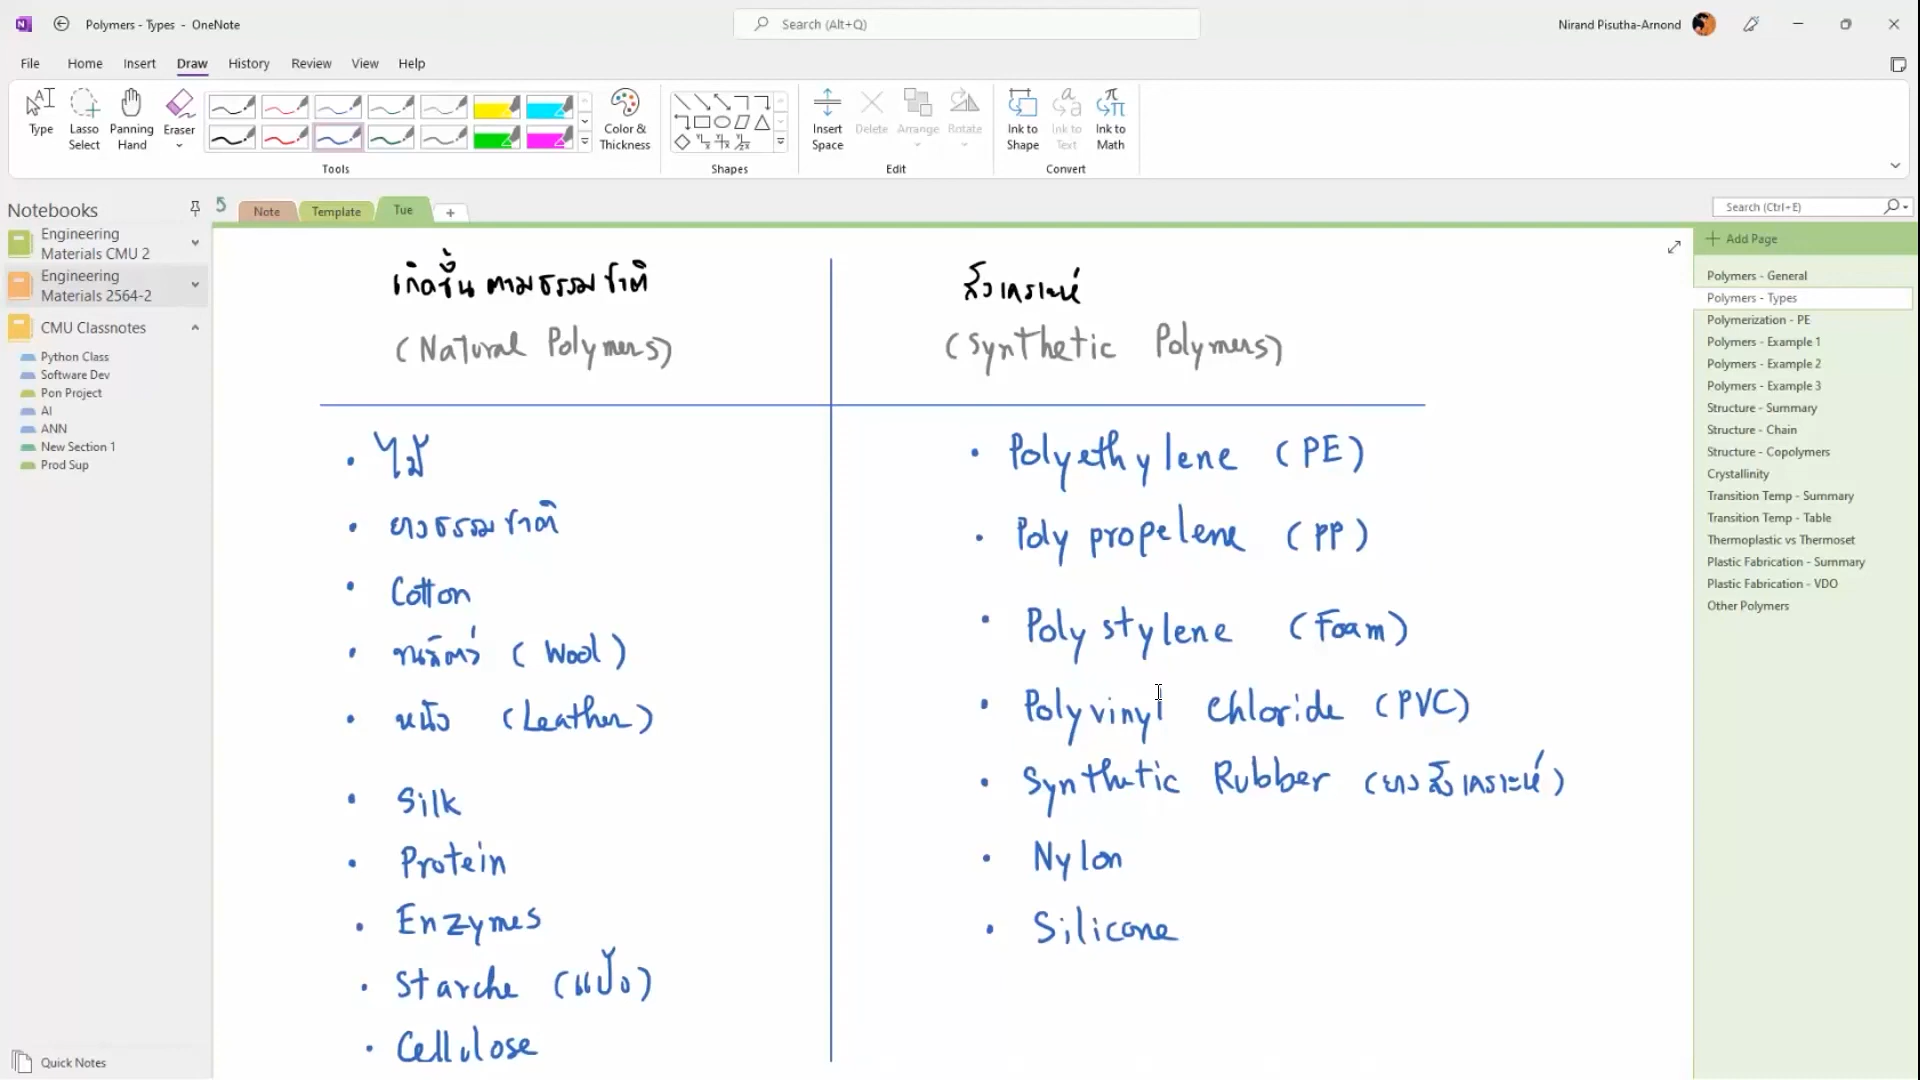 Polymers - Types - OneNote
Search (Alt+Q)
Nirand Pisutha-Arnond
File Home Insert Draw History Review View Help
Type
Lasso Select
Panning Hand
Eraser
Color & Thickness
Insert Space
Delete
Arrange
Rotate
Ink to Shape
Ink to Text
Ink to Math
Tools
Shapes
Edit
Convert
Notebooks
Note
Template
Tue
Search (Ctrl+E)
Engineering
Materials CMU 2
Engineering
Materials 2564-2
CMU Classnotes
Python Class
Software Dev
Pon Project
AI
ANN
New Section 1
Prod Sup
Quick Notes
เกิดขึ้นตามธรรมชาติ
(Natural Polymers)
• ไม้
• ยางธรรมชาติ
• Cotton
• ขนสัตว์ (Wool)
• หนัง (Leather)
• Silk
• Protein
• Enzymes
• Starche (แป้ง)
• Cellulose
สังเคราะห์
(Synthetic Polymers)
• Polyethylene (PE)
• Poly propelene (PP)
• Poly stylene (Foam)
• Polyvinyl Chloride (PVC)
• Synthetic Rubber (ยางสังเคราะห์)
• Nylon
• Silicone
Add Page
Polymers - General
Polymers - Types
Polymerization - PE
Polymers - Example 1
Polymers - Example 2
Polymers - Example 3
Structure - Summary
Structure - Chain
Structure - Copolymers
Crystallinity
Transition Temp - Summary
Transition Temp - Table
Thermoplastic vs Thermoset
Plastic Fabrication - Summary
Plastic Fabrication - VDO
Other Polymers